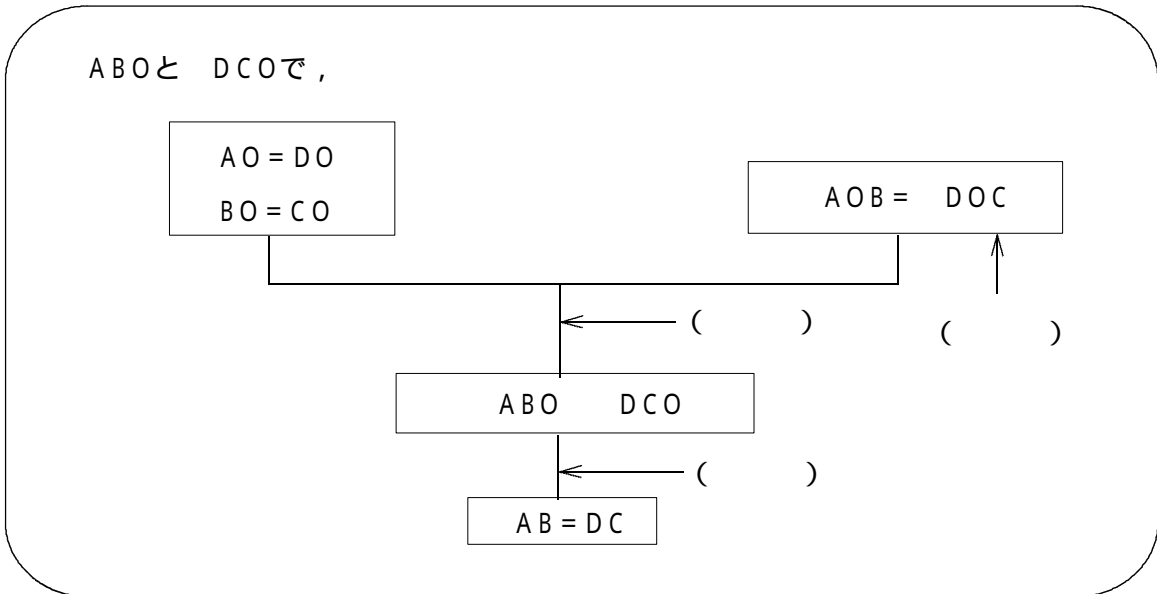 ABOと DCOで,
AO=DO
BO=CO
AOB= DOC
( )
( )
ABO DCO
( )
AB=DC